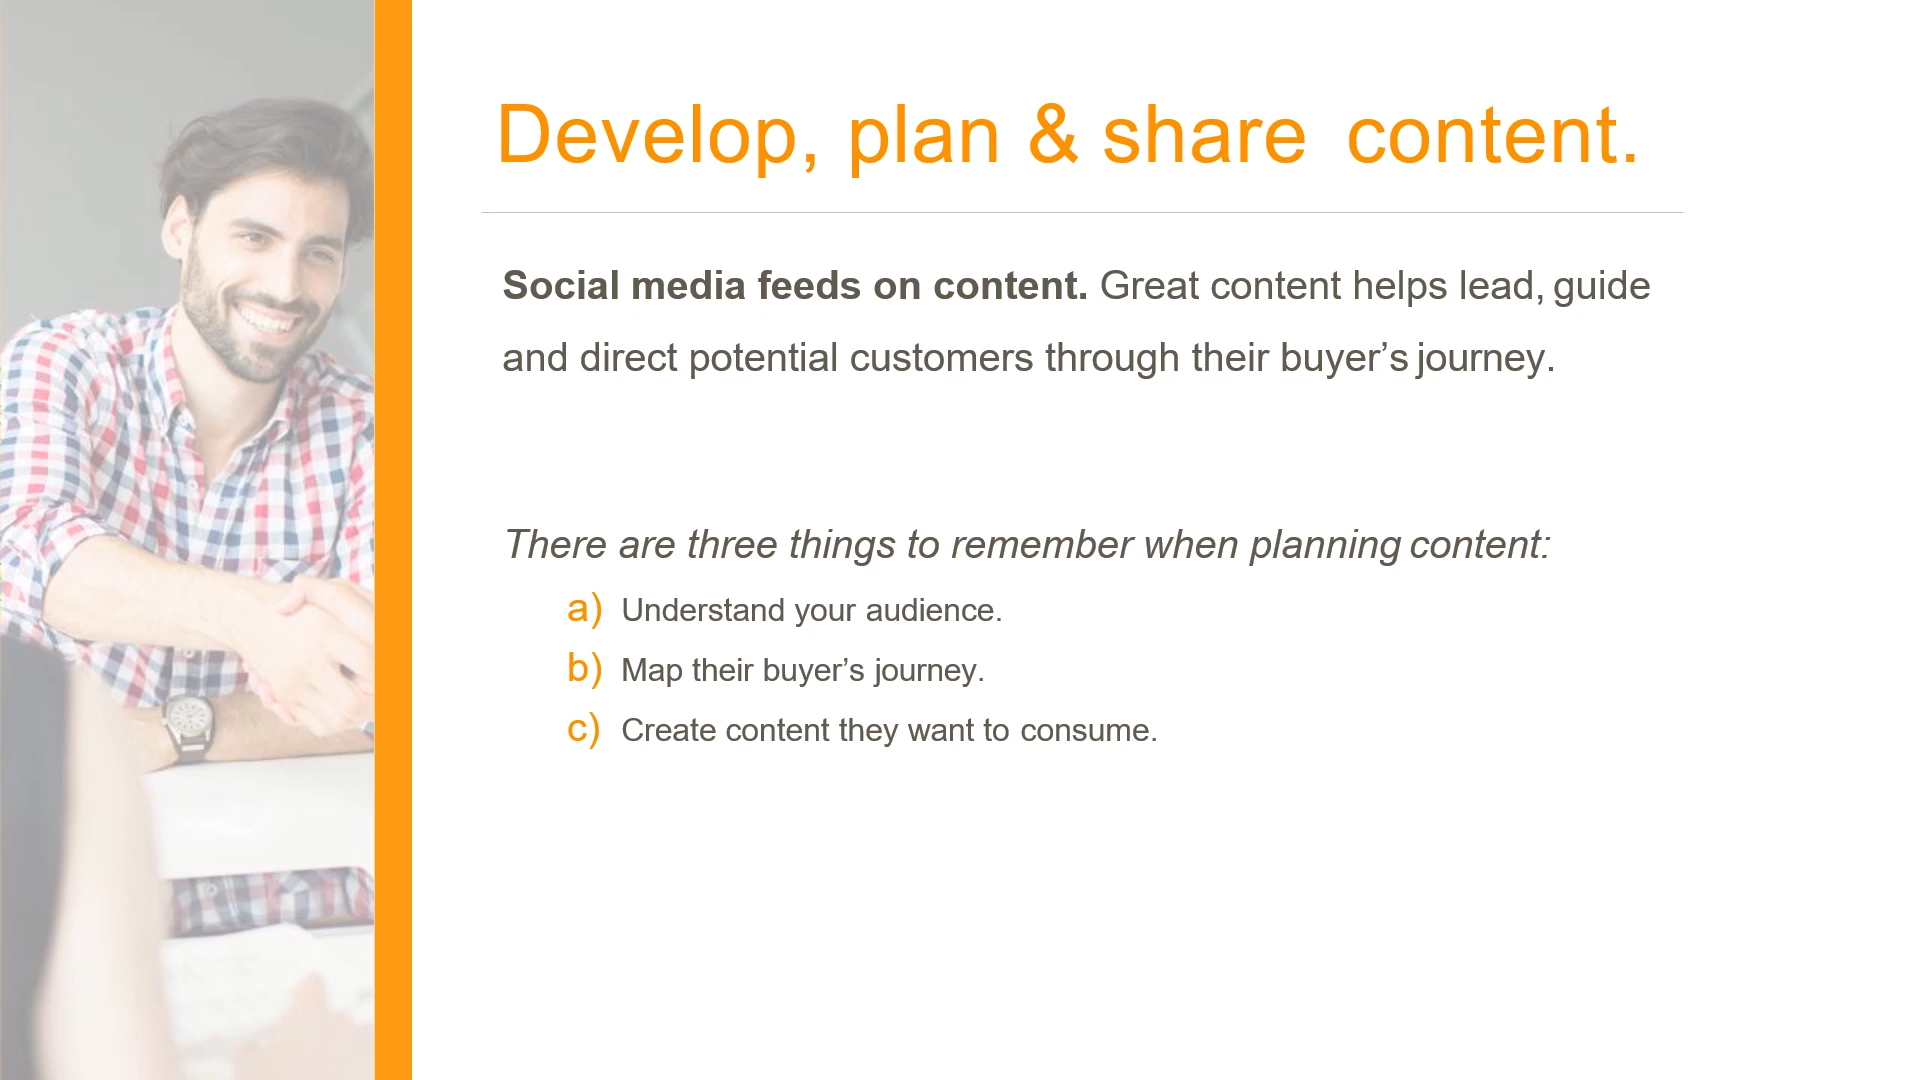 Develop, plan & share content.
Social media feeds on content. Great content helps lead, guide
and direct potential customers through their buyer’s journey.
There are three things to remember when planning content:
a) Understand your audience.
b) Map their buyer’s journey.
c) Create content they want to consume.